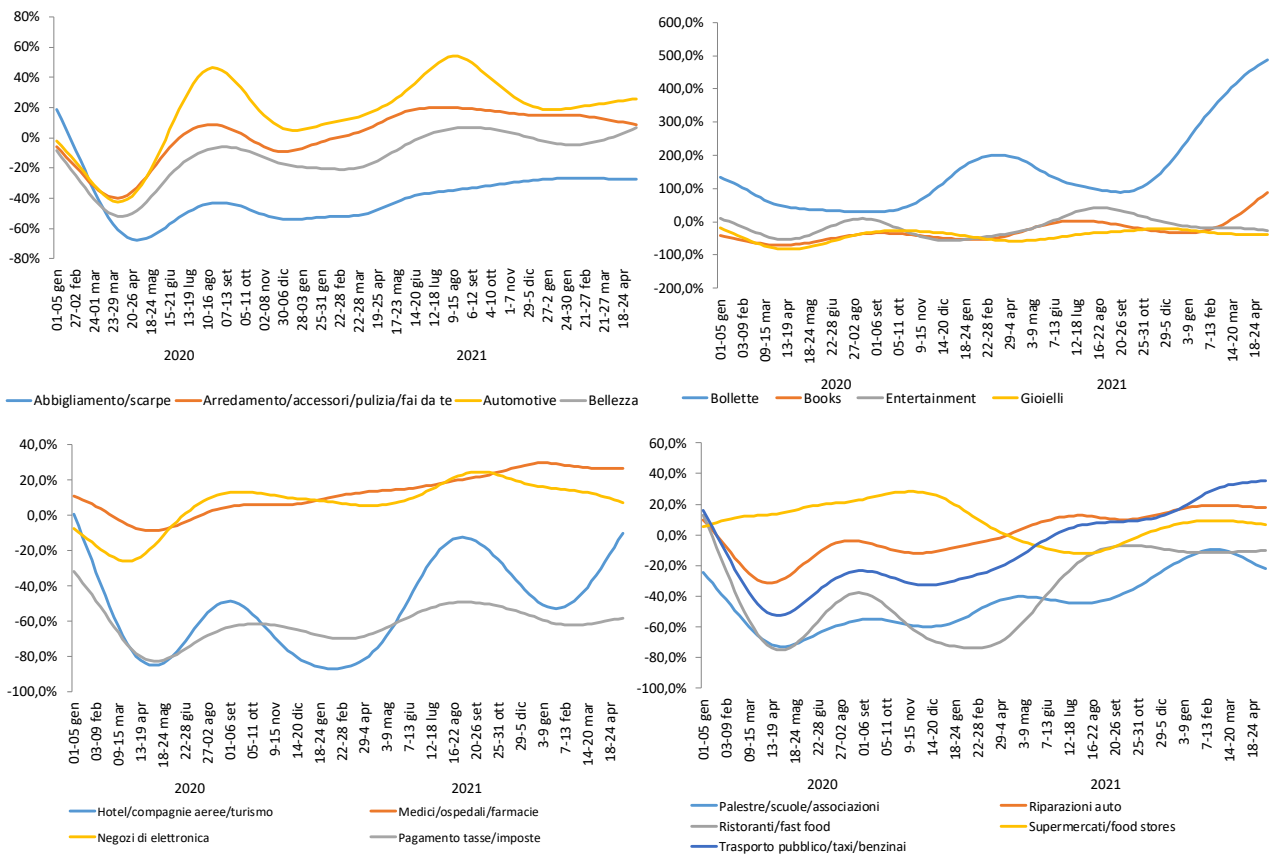 80%
60%
40%
20%
0%
-20%
-40%
-60%
-80%
01-05 gen
27-02 feb
24-01 mar
23-29 mar
20-26 apr
18-24 mag
15-21 giu
13-19 lug
10-16 ago
07-13 set
05-11 ott
02-08 nov
30-06 dic
28-03 gen
25-31 gen
22-28 feb
22-28 mar
19-25 apr
17-23 mag
14-20 giu
12-18 lug
9-15 ago
6-12 set
4-10 ott
1-7 nov
29-5 dic
27-2 gen
24-30 gen
21-27 feb
21-27 mar
18-24 apr
2020 2021
Abbigliamento/scarpe Arredamento/accessori/pulizia/fai da te Automotive Bellezza
600,0%
500,0%
400,0%
300,0%
200,0%
100,0%
0,0%
-100,0%
-200,0%
01-05 gen
03-09 feb
09-15 mar
13-19 apr
18-24 mag
22-28 giu
27-02 ago
01-06 set
05-11 ott
9-15 nov
14-20 dic
18-24 gen
22-28 feb
29-4 apr
3-9 mag
7-13 giu
12-18 lug
16-22 ago
20-26 set
25-31 ott
29-5 dic
3-9 gen
7-13 feb
14-20 mar
18-24 apr
2020 2021
Bollette Books Entertainment Gioielli
40,0%
20,0%
0,0%
-20,0%
-40,0%
-60,0%
-80,0%
-100,0%
01-05 gen
03-09 feb
09-15 mar
13-19 apr
18-24 mag
22-28 giu
27-02 ago
01-06 set
05-11 ott
9-15 nov
14-20 dic
18-24 gen
22-28 feb
29-4 apr
3-9 mag
7-13 giu
12-18 lug
16-22 ago
20-26 set
25-31 ott
29-5 dic
3-9 gen
7-13 feb
14-20 mar
18-24 apr
2020 2021
Hotel/compagnie aeree/turismo Medici/ospedali/farmacie
Negozi di elettronica Pagamento tasse/imposte
60,0%
40,0%
20,0%
0,0%
-20,0%
-40,0%
-60,0%
-80,0%
-100,0%
01-05 gen
03-09 feb
09-15 mar
13-19 apr
18-24 mag
22-28 giu
27-02 ago
01-06 set
05-11 ott
9-15 nov
14-20 dic
18-24 gen
22-28 feb
29-4 apr
3-9 mag
7-13 giu
12-18 lug
16-22 ago
20-26 set
25-31 ott
29-5 dic
3-9 gen
7-13 feb
14-20 mar
18-24 apr
2020 2021
Palestre/scuole/associazioni Riparazioni auto
Ristoranti/fast food Supermercati/food stores
Trasporto pubblico/taxi/benzinai